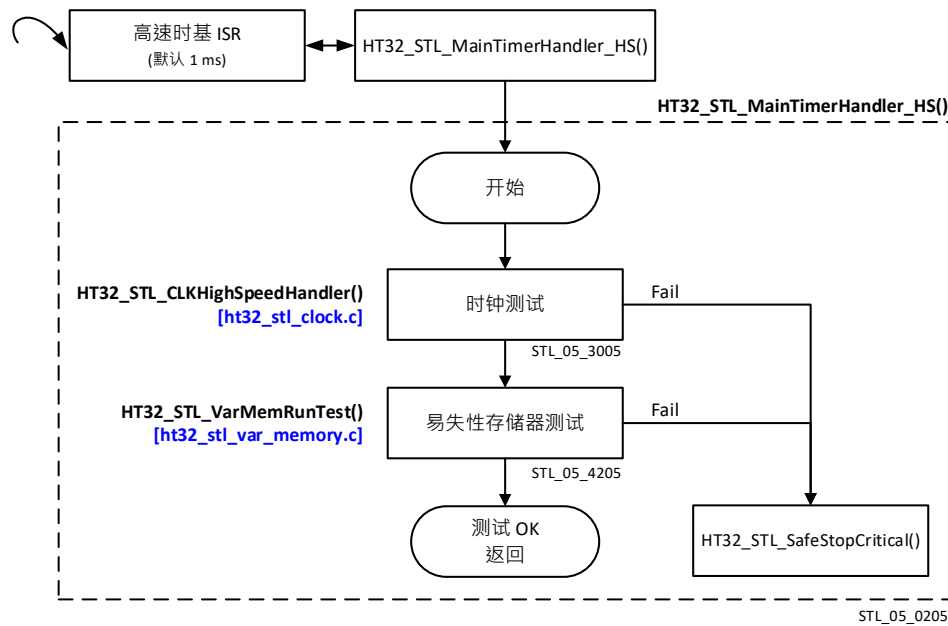 高速时基 ISR
(默认 1 ms)
HT32_STL_MainTimerHandler_HS()
HT32_STL_MainTimerHandler_HS()
开始
HT32_STL_CLKHighSpeedHandler()
[ht32_stl_clock.c]
时钟测试
Fail
STL_05_3005
HT32_STL_VarMemRunTest()
[ht32_stl_var_memory.c]
易失性存储器测试
Fail
STL_05_4205
测试 OK
返回
HT32_STL_SafeStopCritical()
STL_05_0205